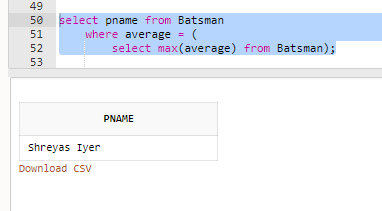 49
50 select pname from Batsman
51 where average = (
52 select max(average) from Batsman);
53
PNAME
Shreyas Iyer
Download CSV